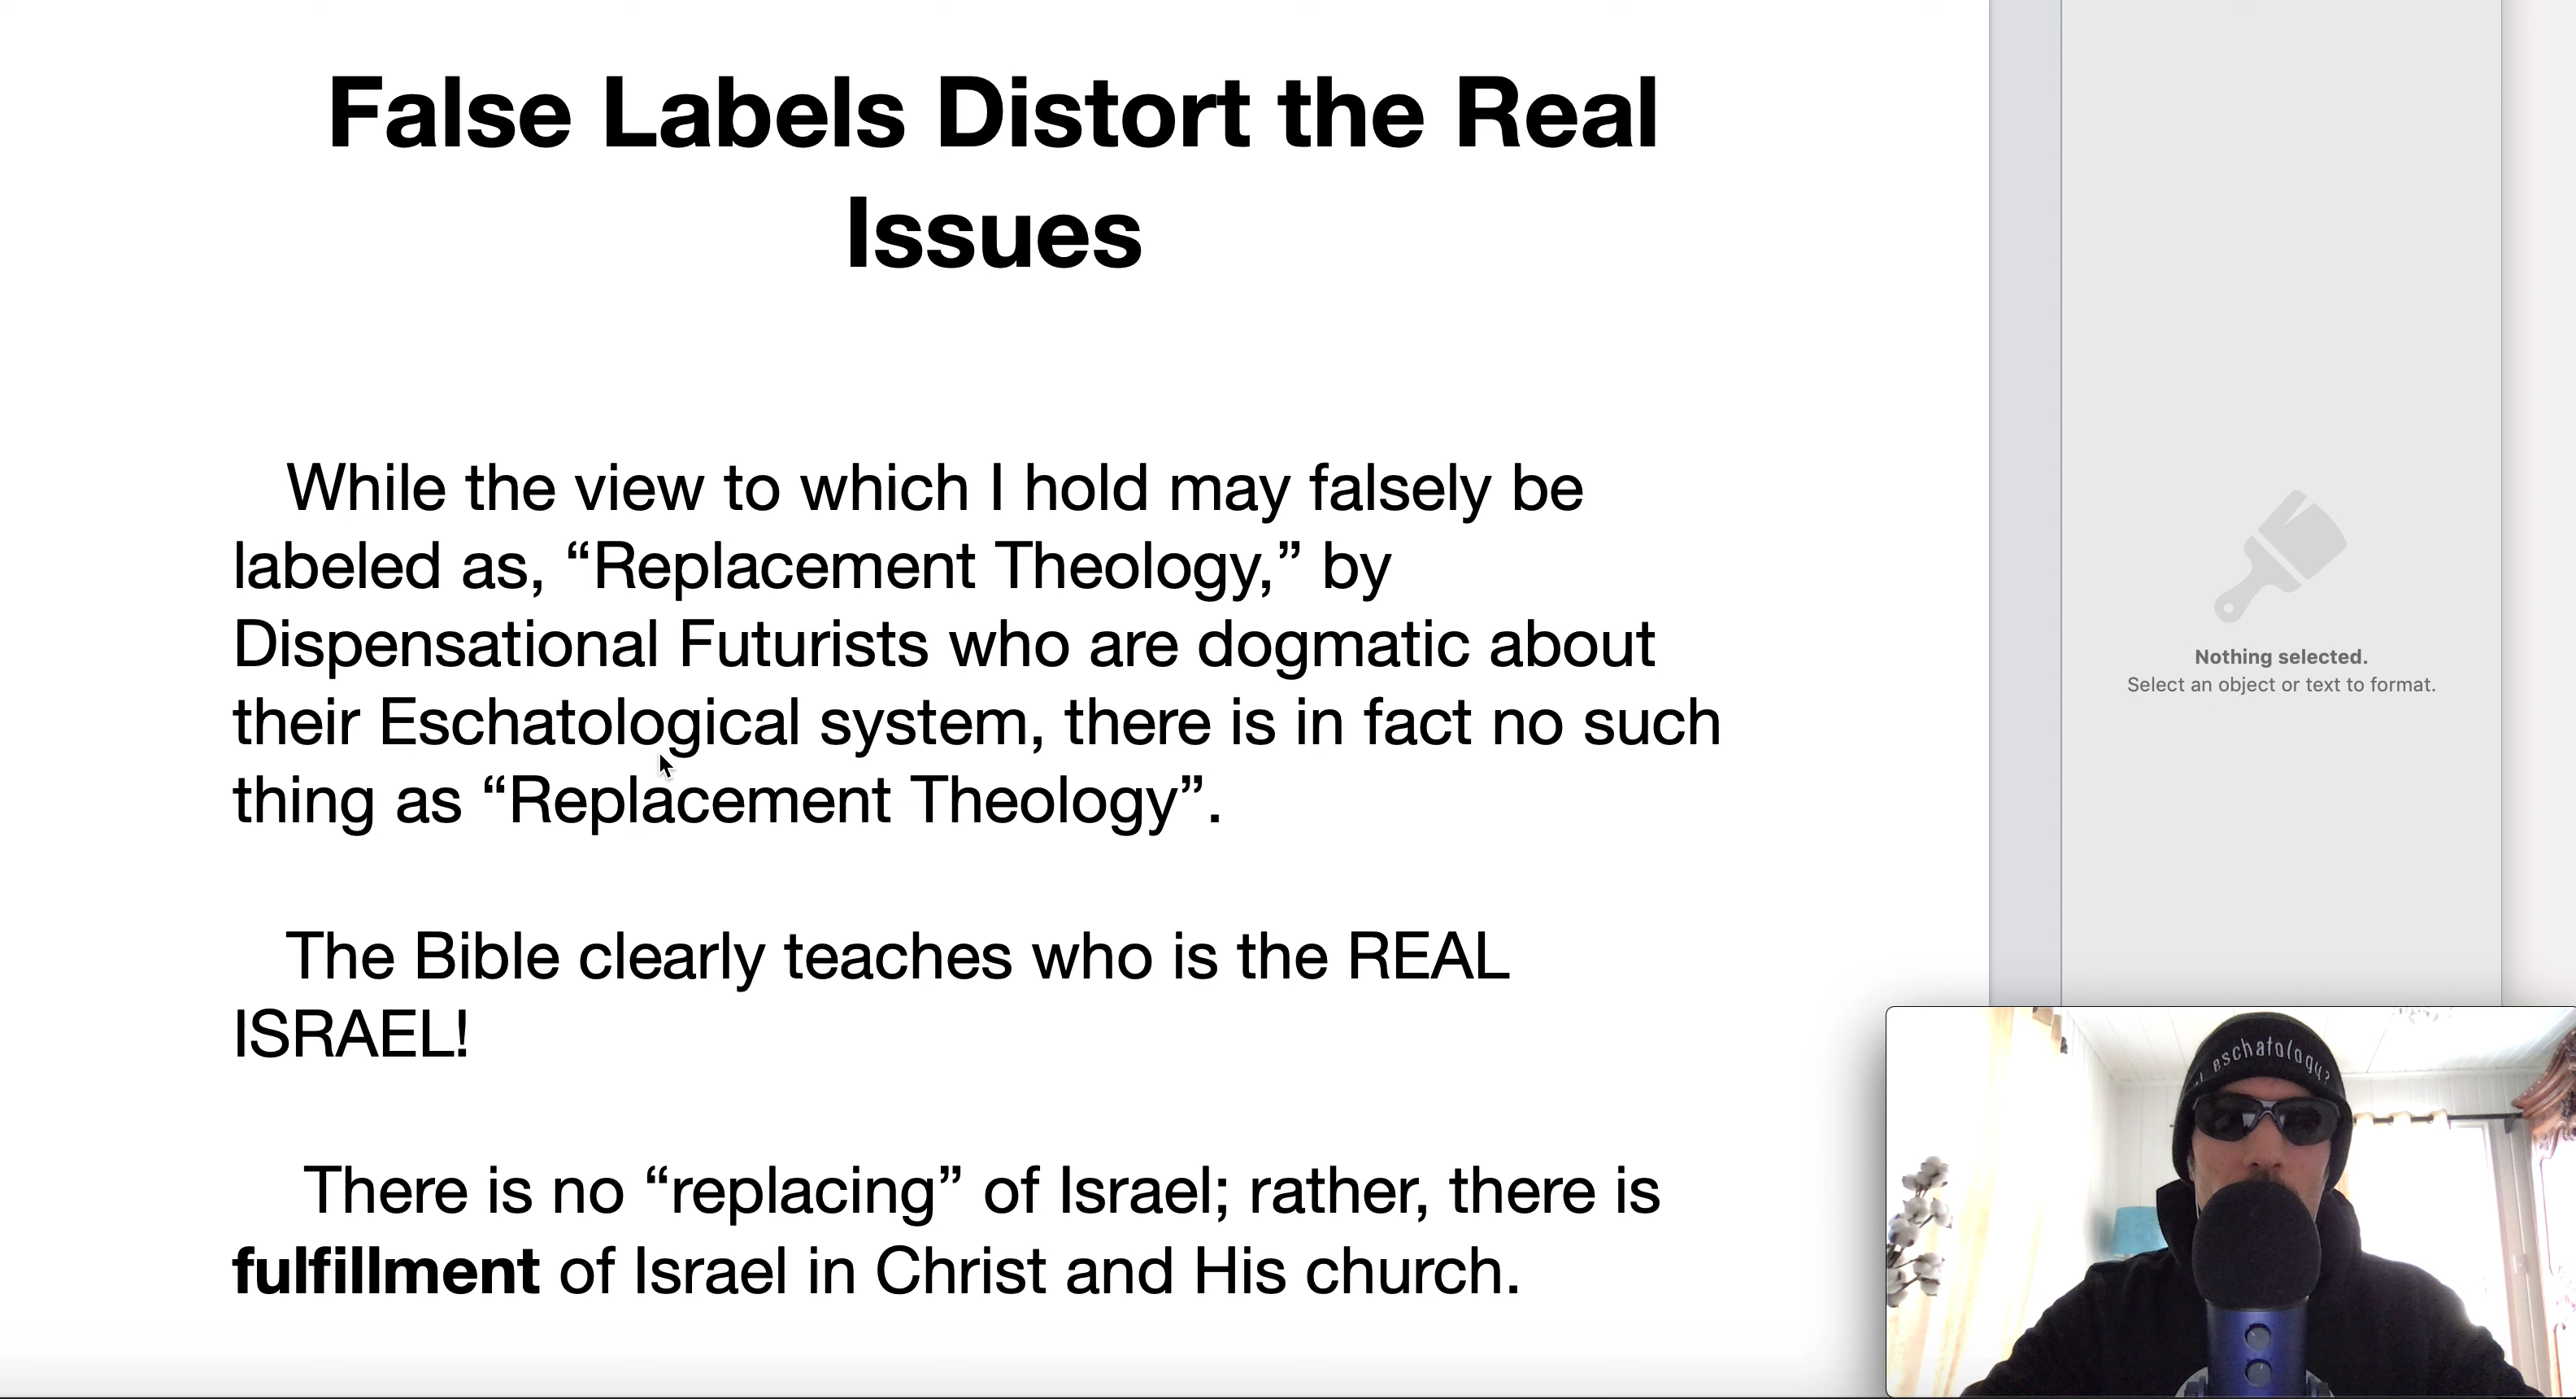 False Labels Distort the Real
Issues
While the view to which I hold may falsely be
labeled as, “Replacement Theology,” by
Dispensational Futurists who are dogmatic about
their Eschatological system, there is in fact no such
thing as “Replacement Theology”.
The Bible clearly teaches who is the REAL
ISRAEL!
There is no “replacing” of Israel; rather, there is
fulfillment of Israel in Christ and His church.
Nothing selected.
Select an object or text to format.
eschatology?